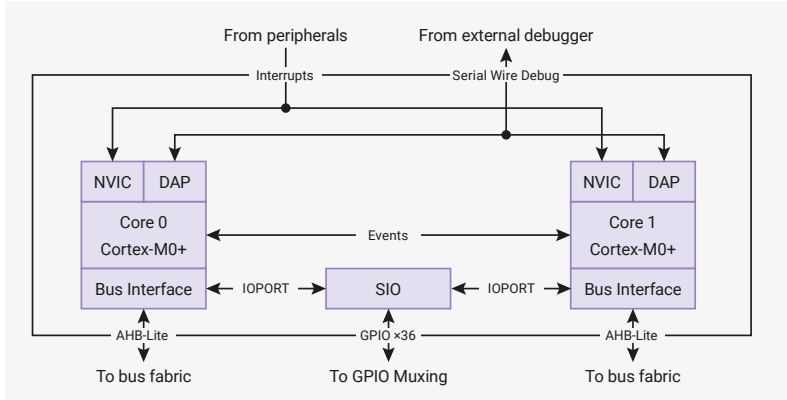 From peripherals
From external debugger
Interrupts
Serial Wire Debug
NVIC
DAP
NVIC
DAP
Core 0
Cortex-M0+
Core 1
Cortex-M0+
Events
Bus Interface
IOPORT
SIO
IOPORT
Bus Interface
AHB-Lite
GPIO ×36
AHB-Lite
To bus fabric
To GPIO Muxing
To bus fabric